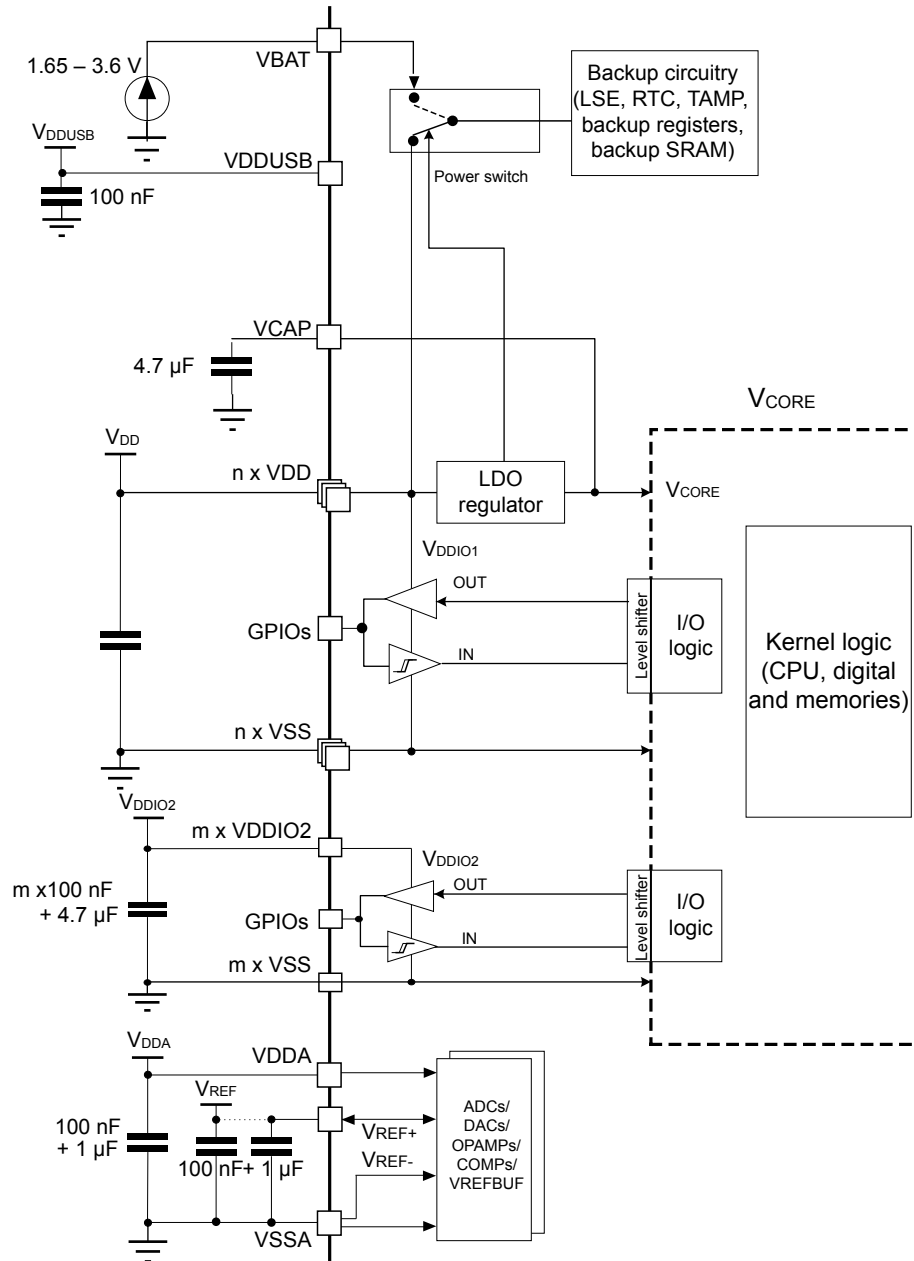 VBAT
1.65 – 3.6 V
Backup circuitry
(LSE, RTC, TAMP,
backup registers,
backup SRAM)
VDDUSB
VDDUSB
100 nF
Power switch
VCAP
4.7 µF
VCORE
VDD
n x VDD
LDO
regulator
VCORE
VDDIO1
OUT
GPIOs
IN
Level shifter
I/O
logic
Kernel logic
(CPU, digital
and memories)
n x VSS
VDDIO2
m x VDDIO2
VDDIO2
OUT
m x100 nF
+ 4.7 µF
GPIOs
IN
Level shifter
I/O
logic
m x VSS
VDDA
VDDA
VREF
100 nF
+ 1 µF
100 nF+ 1 µF
VREF+
VREF-
ADCs/
DACs/
OPAMPs/
COMPs/
VREFBUF
VSSA